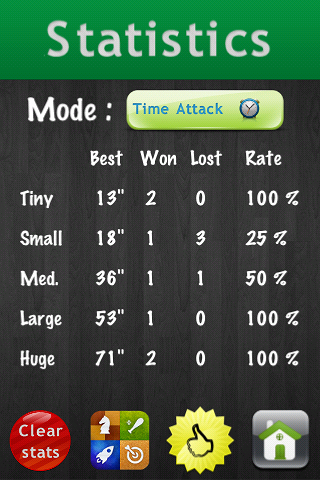 Statistics
Mode : Time Attack
Best Won Lost Rate
Tiny 13" 2 0 100 %
Small 18" 1 3 25 %
Med. 36" 1 1 50 %
Large 53" 1 0 100 %
Huge 71" 2 0 100 %
Clear
stats